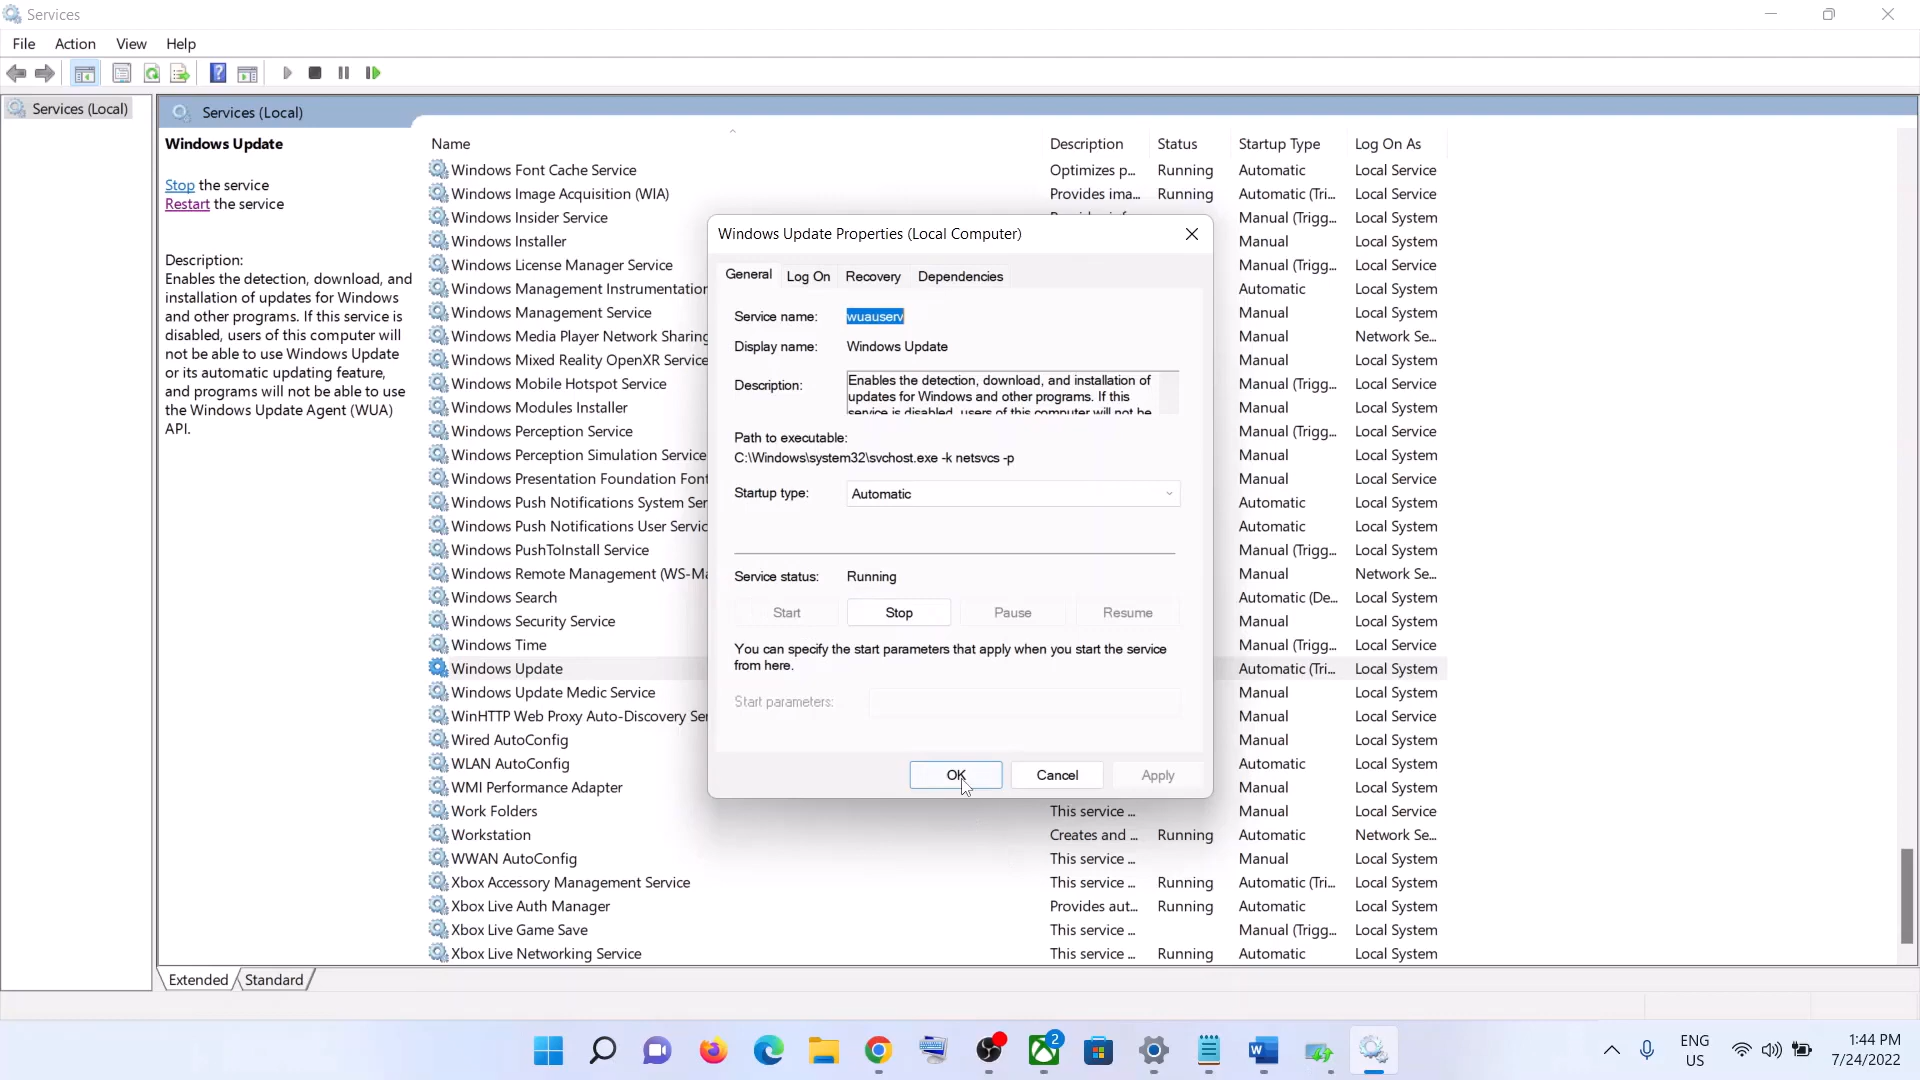 Services
File Action View Help
Services (Local)
Services (Local)
Windows Update
Stop the service
Restart the service
Description:
Enables the detection, download, and
installation of updates for Windows
and other programs. If this service is
disabled, users of this computer will
not be able to use Windows Update
or its automatic updating feature,
and programs will not be able to use
the Windows Update Agent (WUA)
API.
Name Description Status Startup Type Log On As
Windows Font Cache Service Optimizes p... Running Automatic Local Service
Windows Image Acquisition (WIA) Provides ima... Running Automatic (Tri... Local Service
Windows Insider Service Manual (Trigg... Local System
Windows Installer Manual Local System
Windows License Manager Service Manual (Trigg... Local Service
Windows Management Instrumentation Automatic Local System
Windows Management Service Manual Local System
Windows Media Player Network Sharing Manual Network Se...
Windows Mixed Reality OpenXR Service Manual Local System
Windows Mobile Hotspot Service Manual (Trigg... Local Service
Windows Modules Installer Manual Local System
Windows Perception Service Manual (Trigg... Local Service
Windows Perception Simulation Service Manual Local System
Windows Presentation Foundation Font Manual Local Service
Windows Push Notifications System Ser Automatic Local System
Windows Push Notifications User Servic Automatic Local System
Windows PushToInstall Service Manual (Trigg... Local System
Windows Remote Management (WS-Ma Manual Network Se...
Windows Search Automatic (De... Local System
Windows Security Service Manual Local System
Windows Time Manual (Trigg... Local Service
Windows Update Automatic (Tri... Local System
Windows Update Medic Service Manual Local System
WinHTTP Web Proxy Auto-Discovery Ser Manual Local Service
Wired AutoConfig Manual Local System
WLAN AutoConfig Automatic Local System
WMI Performance Adapter Manual Local System
Work Folders This service ... Manual Local Service
Workstation Creates and ... Running Automatic Network Se...
WWAN AutoConfig This service ... Manual Local System
Xbox Accessory Management Service This service ... Running Automatic (Tri... Local System
Xbox Live Auth Manager Provides aut... Running Automatic Local System
Xbox Live Game Save This service ... Manual (Trigg... Local System
Xbox Live Networking Service This service ... Running Automatic Local System
Windows Update Properties (Local Computer)
General Log On Recovery Dependencies
Service name: wuauserv
Display name: Windows Update
Description: Enables the detection, download, and installation of
updates for Windows and other programs. If this
service is disabled, users of this computer will not be
Path to executable:
C:\Windows\system32\svchost.exe -k netsvcs -p
Startup type: Automatic
Service status: Running
Start Stop Pause Resume
You can specify the start parameters that apply when you start the service
from here.
Start parameters:
OK Cancel Apply
Extended Standard
2
W
ENG
US
1:44 PM
7/24/2022